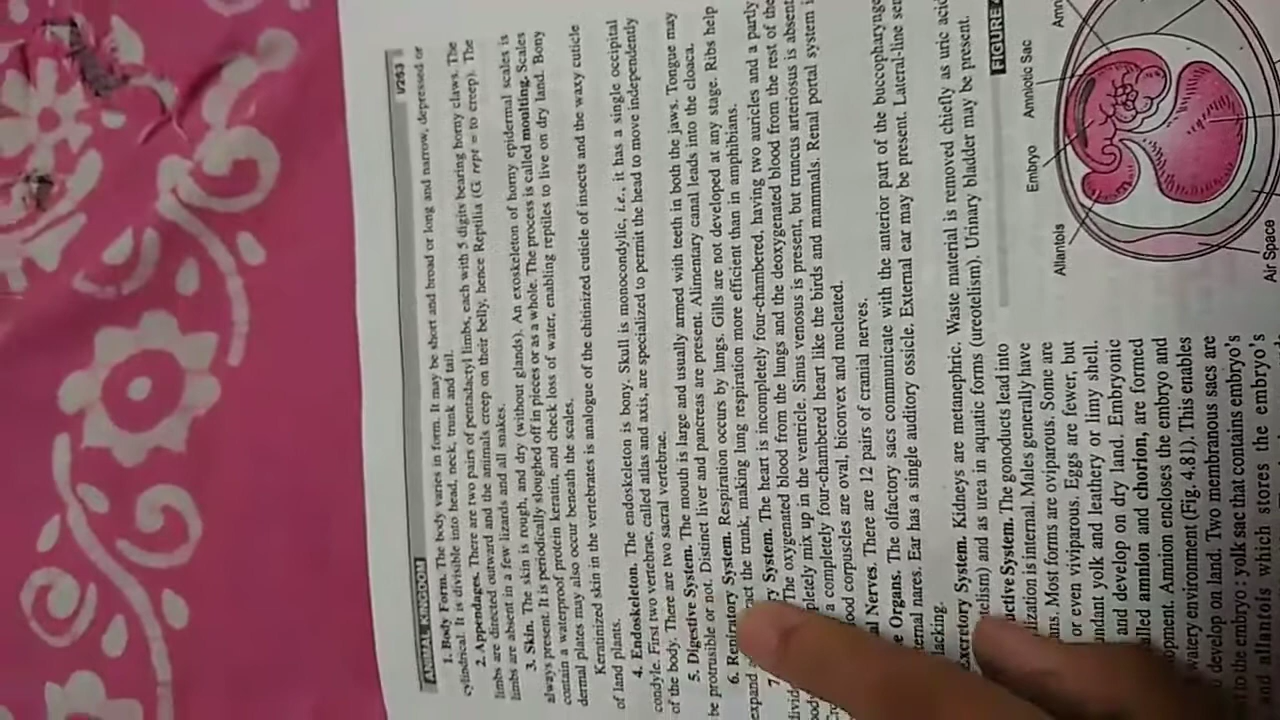 ANIMAL KINGDOM
1/253
1. Body Form. The body varies in form. It may be short and broad or long and narrow, depressed or
cylindrical. It is divisible into head, neck, trunk and tail.
2. Appendages. There are two pairs of pentadactyl limbs, each with 5 digits bearing horny claws. The
limbs are directed outward and the animals creep on their belly, hence Reptilia (G. rept = to creep). The
limbs are absent in a few lizards and all snakes.
3. Skin. The skin is rough, and dry (without glands). An exoskeleton of horny epidermal scales is
always present. It is periodically sloughed off in pieces or as a whole. The process is called moulting. Scales
contain a waterproof protein keratin, and check loss of water, enabling reptiles to live on dry land. Bony
dermal plates may also occur beneath the scales.
Keratinized skin in the vertebrates is analogue of the chitinized cuticle of insects and the waxy cuticle
of land plants.
4. Endoskeleton. The endoskeleton is bony. Skull is monocondylic, i.e., it has a single occipital
condyle. First two vertebrae, called atlas and axis, are specialized to permit the head to move independently
of the body. There are two sacral vertebrae.
5. Digestive System. The mouth is large and usually armed with teeth in both the jaws. Tongue may
be protrusible or not. Distinct liver and pancreas are present. Alimentary canal leads into the cloaca.
6. Respiratory System. Respiration occurs by lungs. Gills are not developed at any stage. Ribs help
expand the trunk, making lung respiration more efficient than in amphibians.
7. System. The heart is incompletely four-chambered, having two auricles and a partly
The oxygenated blood from the lungs and the deoxygenated blood from the rest of the
mix up in the ventricle. Sinus venosus is present, but truncus arteriosus is absent
a completely four-chambered heart like the birds and mammals. Renal portal system
corpuscles are oval, biconvex and nucleated.
Nerves. There are 12 pairs of cranial nerves.
Organs. The olfactory sacs communicate with the anterior part of the
nares. Ear has a single auditory ossicle. External ear may be present. Lateral-line
lacking.
Excretory System. Kidneys are metanephric. Waste material is removed chiefly as uric
and as urea in aquatic forms (ureotelism). Urinary bladder may be present.
System. The gonoducts lead into
is internal. Males generally have
Most forms are oviparous. Some are
or even viviparous. Eggs are fewer, but
yolk and leathery or limy shell.
and develop on dry land. Embryonic
amnion and chorion, are formed
Amnion encloses the embryo and
watery environment (Fig. 4.81). This enables
develop on land. Two membranous sacs are
to the embryo : yolk sac that contains embryo's
and allantois which stores the embryo's
FIGURE
Embryo
Amniotic Sac
Allantois
Air Space